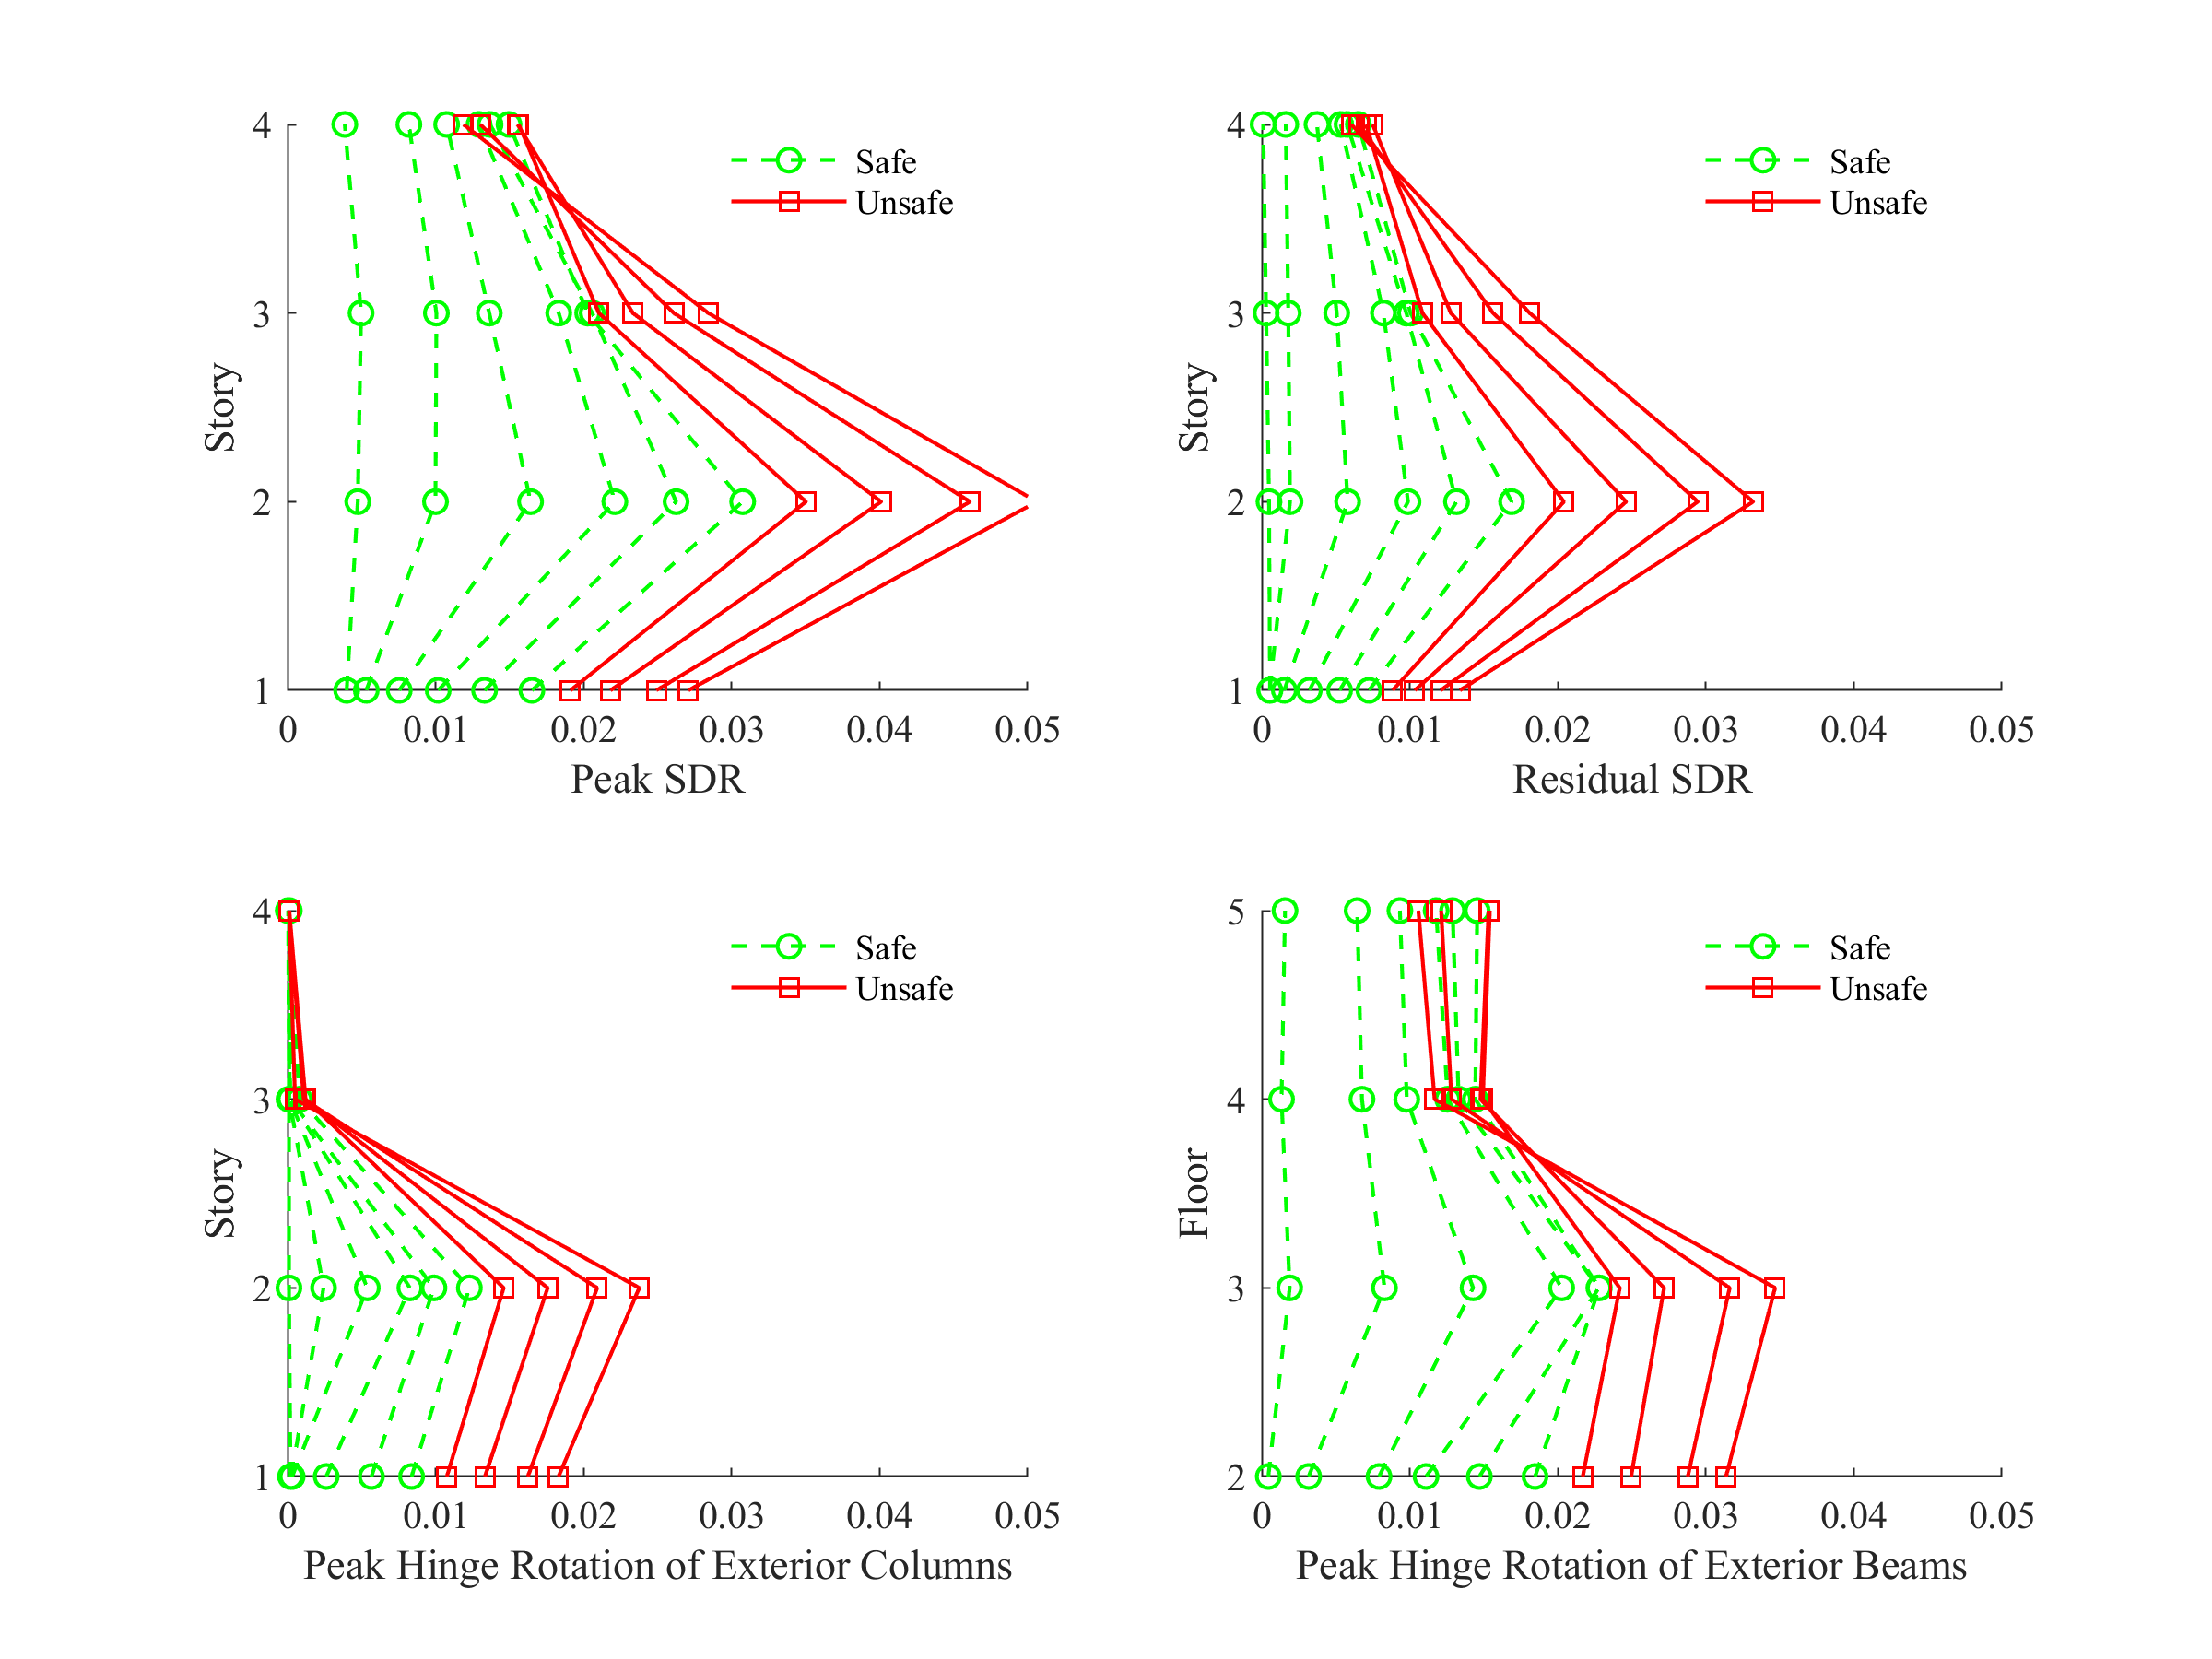 4
3
2
1
Story
Safe
Unsafe
0 0.01 0.02 0.03 0.04 0.05
Peak SDR
4
3
2
1
Story
Safe
Unsafe
0 0.01 0.02 0.03 0.04 0.05
Residual SDR
4
3
2
1
Story
Safe
Unsafe
0 0.01 0.02 0.03 0.04 0.05
Peak Hinge Rotation of Exterior Columns
5
4
3
2
Floor
Safe
Unsafe
0 0.01 0.02 0.03 0.04 0.05
Peak Hinge Rotation of Exterior Beams